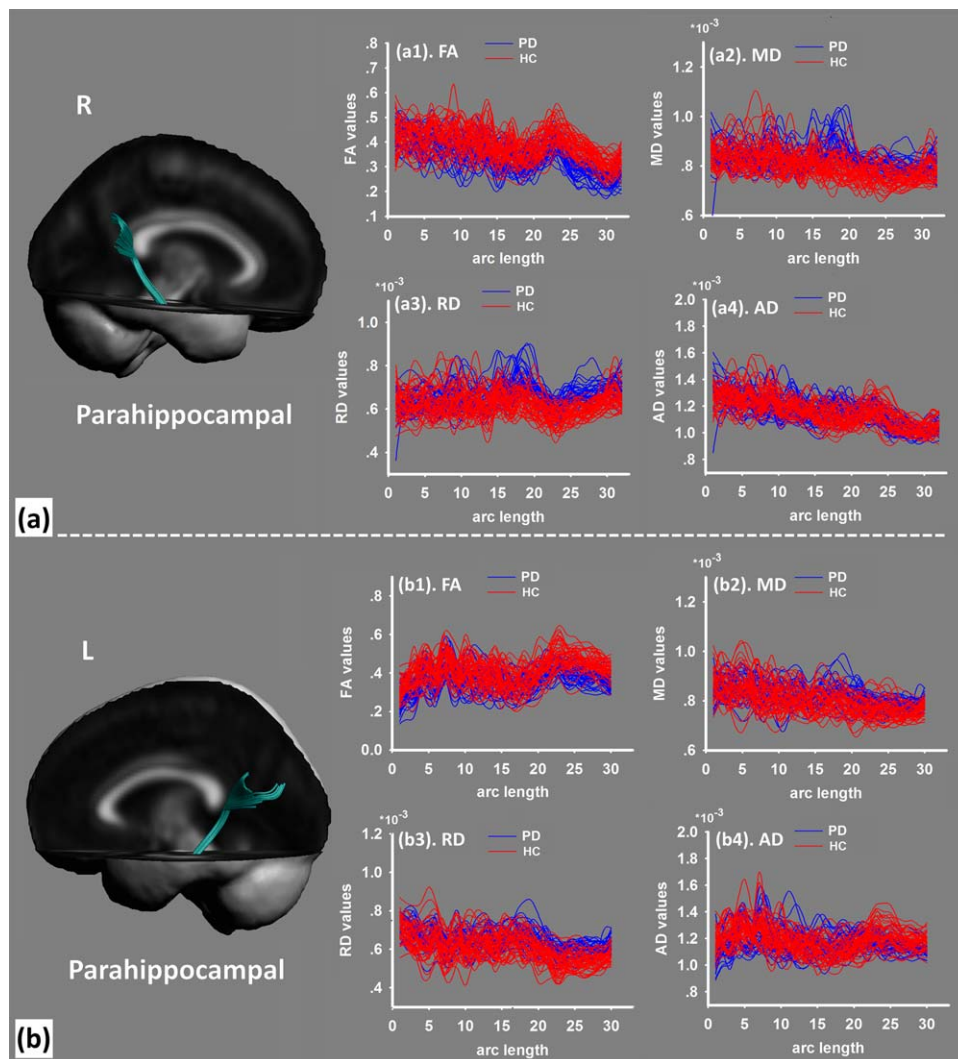 R
Parahippocampal
(a)
(a1). FA
PD
HC
FA values
.8
.7
.6
.5
.4
.3
.2
.1
0 5 10 15 20 25 30
arc length
(a2). MD
PD
HC
*10⁻³
MD values
1.2
1.0
.8
.6
0 5 10 15 20 25 30
arc length
(a3). RD
PD
HC
*10⁻³
RD values
1.0
.8
.6
.4
0 5 10 15 20 25 30
arc length
(a4). AD
PD
HC
*10⁻³
AD values
2.0
1.8
1.6
1.4
1.2
1.0
.8
0 5 10 15 20 25 30
arc length
L
Parahippocampal
(b)
(b1). FA
PD
HC
FA values
.8
.6
.4
.2
0.0
0 5 10 15 20 25 30
arc length
(b2). MD
PD
HC
*10⁻³
MD values
1.2
1.0
.8
.6
0 5 10 15 20 25 30
arc length
(b3). RD
PD
HC
*10⁻³
RD values
1.2
1.0
.8
.6
.4
0 5 10 15 20 25 30
arc length
(b4). AD
PD
HC
*10⁻³
AD values
2.0
1.8
1.6
1.4
1.2
1.0
.8
0 5 10 15 20 25 30
arc length